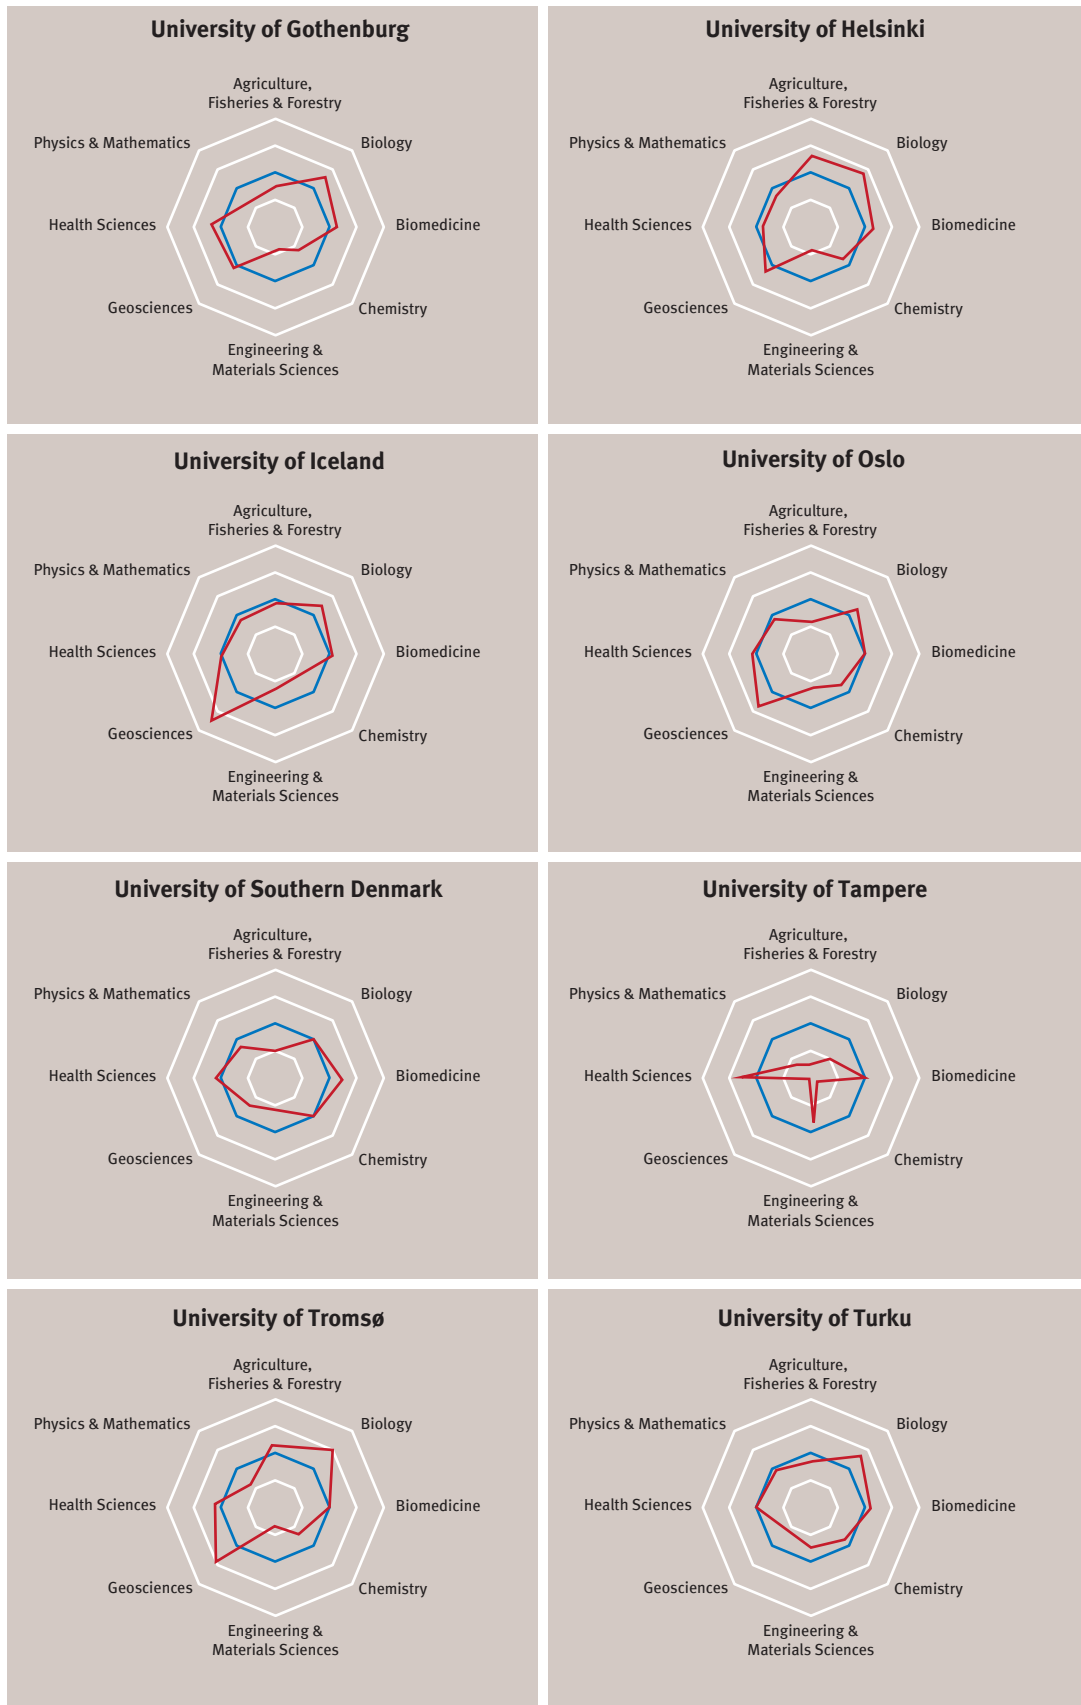 University of Gothenburg
Agriculture,
Fisheries & Forestry
Physics & Mathematics
Biology
Health Sciences
Biomedicine
Geosciences
Chemistry
Engineering &
Materials Sciences
University of Helsinki
Agriculture,
Fisheries & Forestry
Physics & Mathematics
Biology
Health Sciences
Biomedicine
Geosciences
Chemistry
Engineering &
Materials Sciences
University of Iceland
Agriculture,
Fisheries & Forestry
Physics & Mathematics
Biology
Health Sciences
Biomedicine
Geosciences
Chemistry
Engineering &
Materials Sciences
University of Oslo
Agriculture,
Fisheries & Forestry
Physics & Mathematics
Biology
Health Sciences
Biomedicine
Geosciences
Chemistry
Engineering &
Materials Sciences
University of Southern Denmark
Agriculture,
Fisheries & Forestry
Physics & Mathematics
Biology
Health Sciences
Biomedicine
Geosciences
Chemistry
Engineering &
Materials Sciences
University of Tampere
Agriculture,
Fisheries & Forestry
Physics & Mathematics
Biology
Health Sciences
Biomedicine
Geosciences
Chemistry
Engineering &
Materials Sciences
University of Tromsø
Agriculture,
Fisheries & Forestry
Physics & Mathematics
Biology
Health Sciences
Biomedicine
Geosciences
Chemistry
Engineering &
Materials Sciences
University of Turku
Agriculture,
Fisheries & Forestry
Physics & Mathematics
Biology
Health Sciences
Biomedicine
Geosciences
Chemistry
Engineering &
Materials Sciences